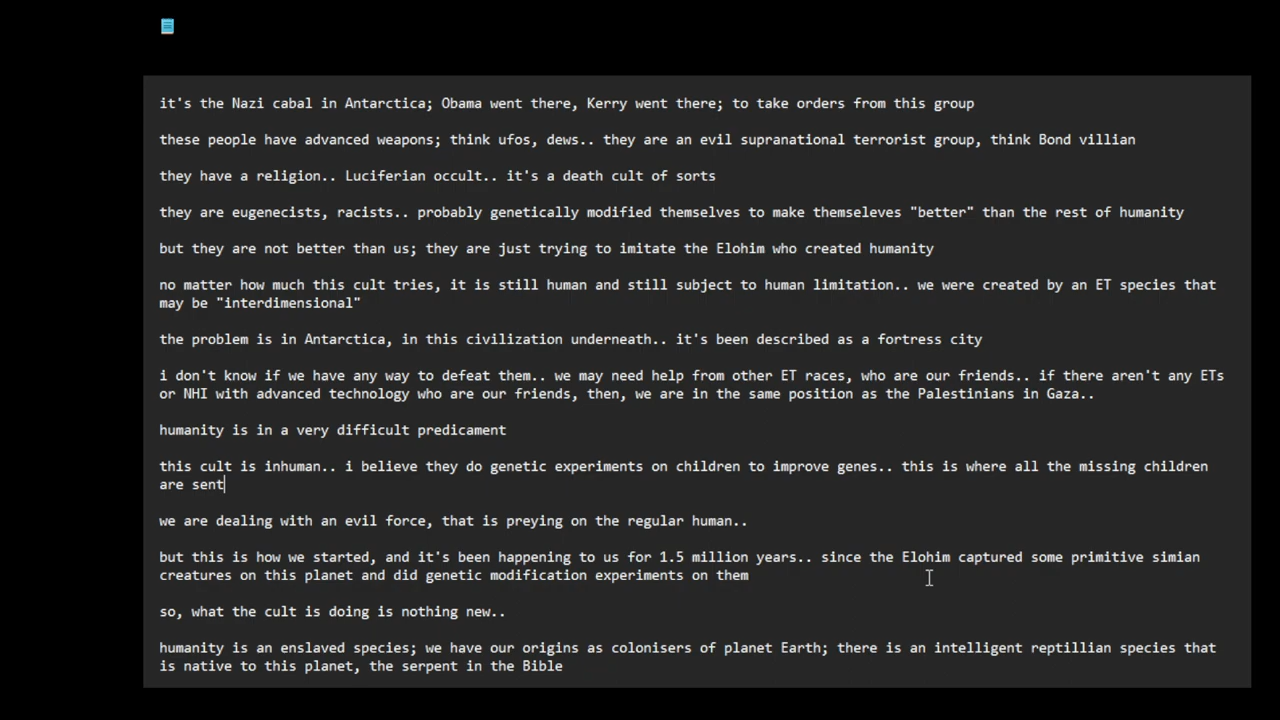 it's the Nazi cabal in Antarctica; Obama went there, Kerry went there; to take orders from this group
these people have advanced weapons; think ufos, dews.. they are an evil supranational terrorist group, think Bond villian
they have a religion.. Luciferian occult.. it's a death cult of sorts
they are eugenecists, racists.. probably genetically modified themselves to make themseleves "better" than the rest of humanity
but they are not better than us; they are just trying to imitate the Elohim who created humanity
no matter how much this cult tries, it is still human and still subject to human limitation.. we were created by an ET species that
may be "interdimensional"
the problem is in Antarctica, in this civilization underneath.. it's been described as a fortress city
i don't know if we have any way to defeat them.. we may need help from other ET races, who are our friends.. if there aren't any ETs
or NHI with advanced technology who are our friends, then, we are in the same position as the Palestinians in Gaza..
humanity is in a very difficult predicament
this cult is inhuman.. i believe they do genetic experiments on children to improve genes.. this is where all the missing children
are sent
we are dealing with an evil force, that is preying on the regular human..
but this is how we started, and it's been happening to us for 1.5 million years.. since the Elohim captured some primitive simian
creatures on this planet and did genetic modification experiments on them
so, what the cult is doing is nothing new..
humanity is an enslaved species; we have our origins as colonisers of planet Earth; there is an intelligent reptillian species that
is native to this planet, the serpent in the Bible